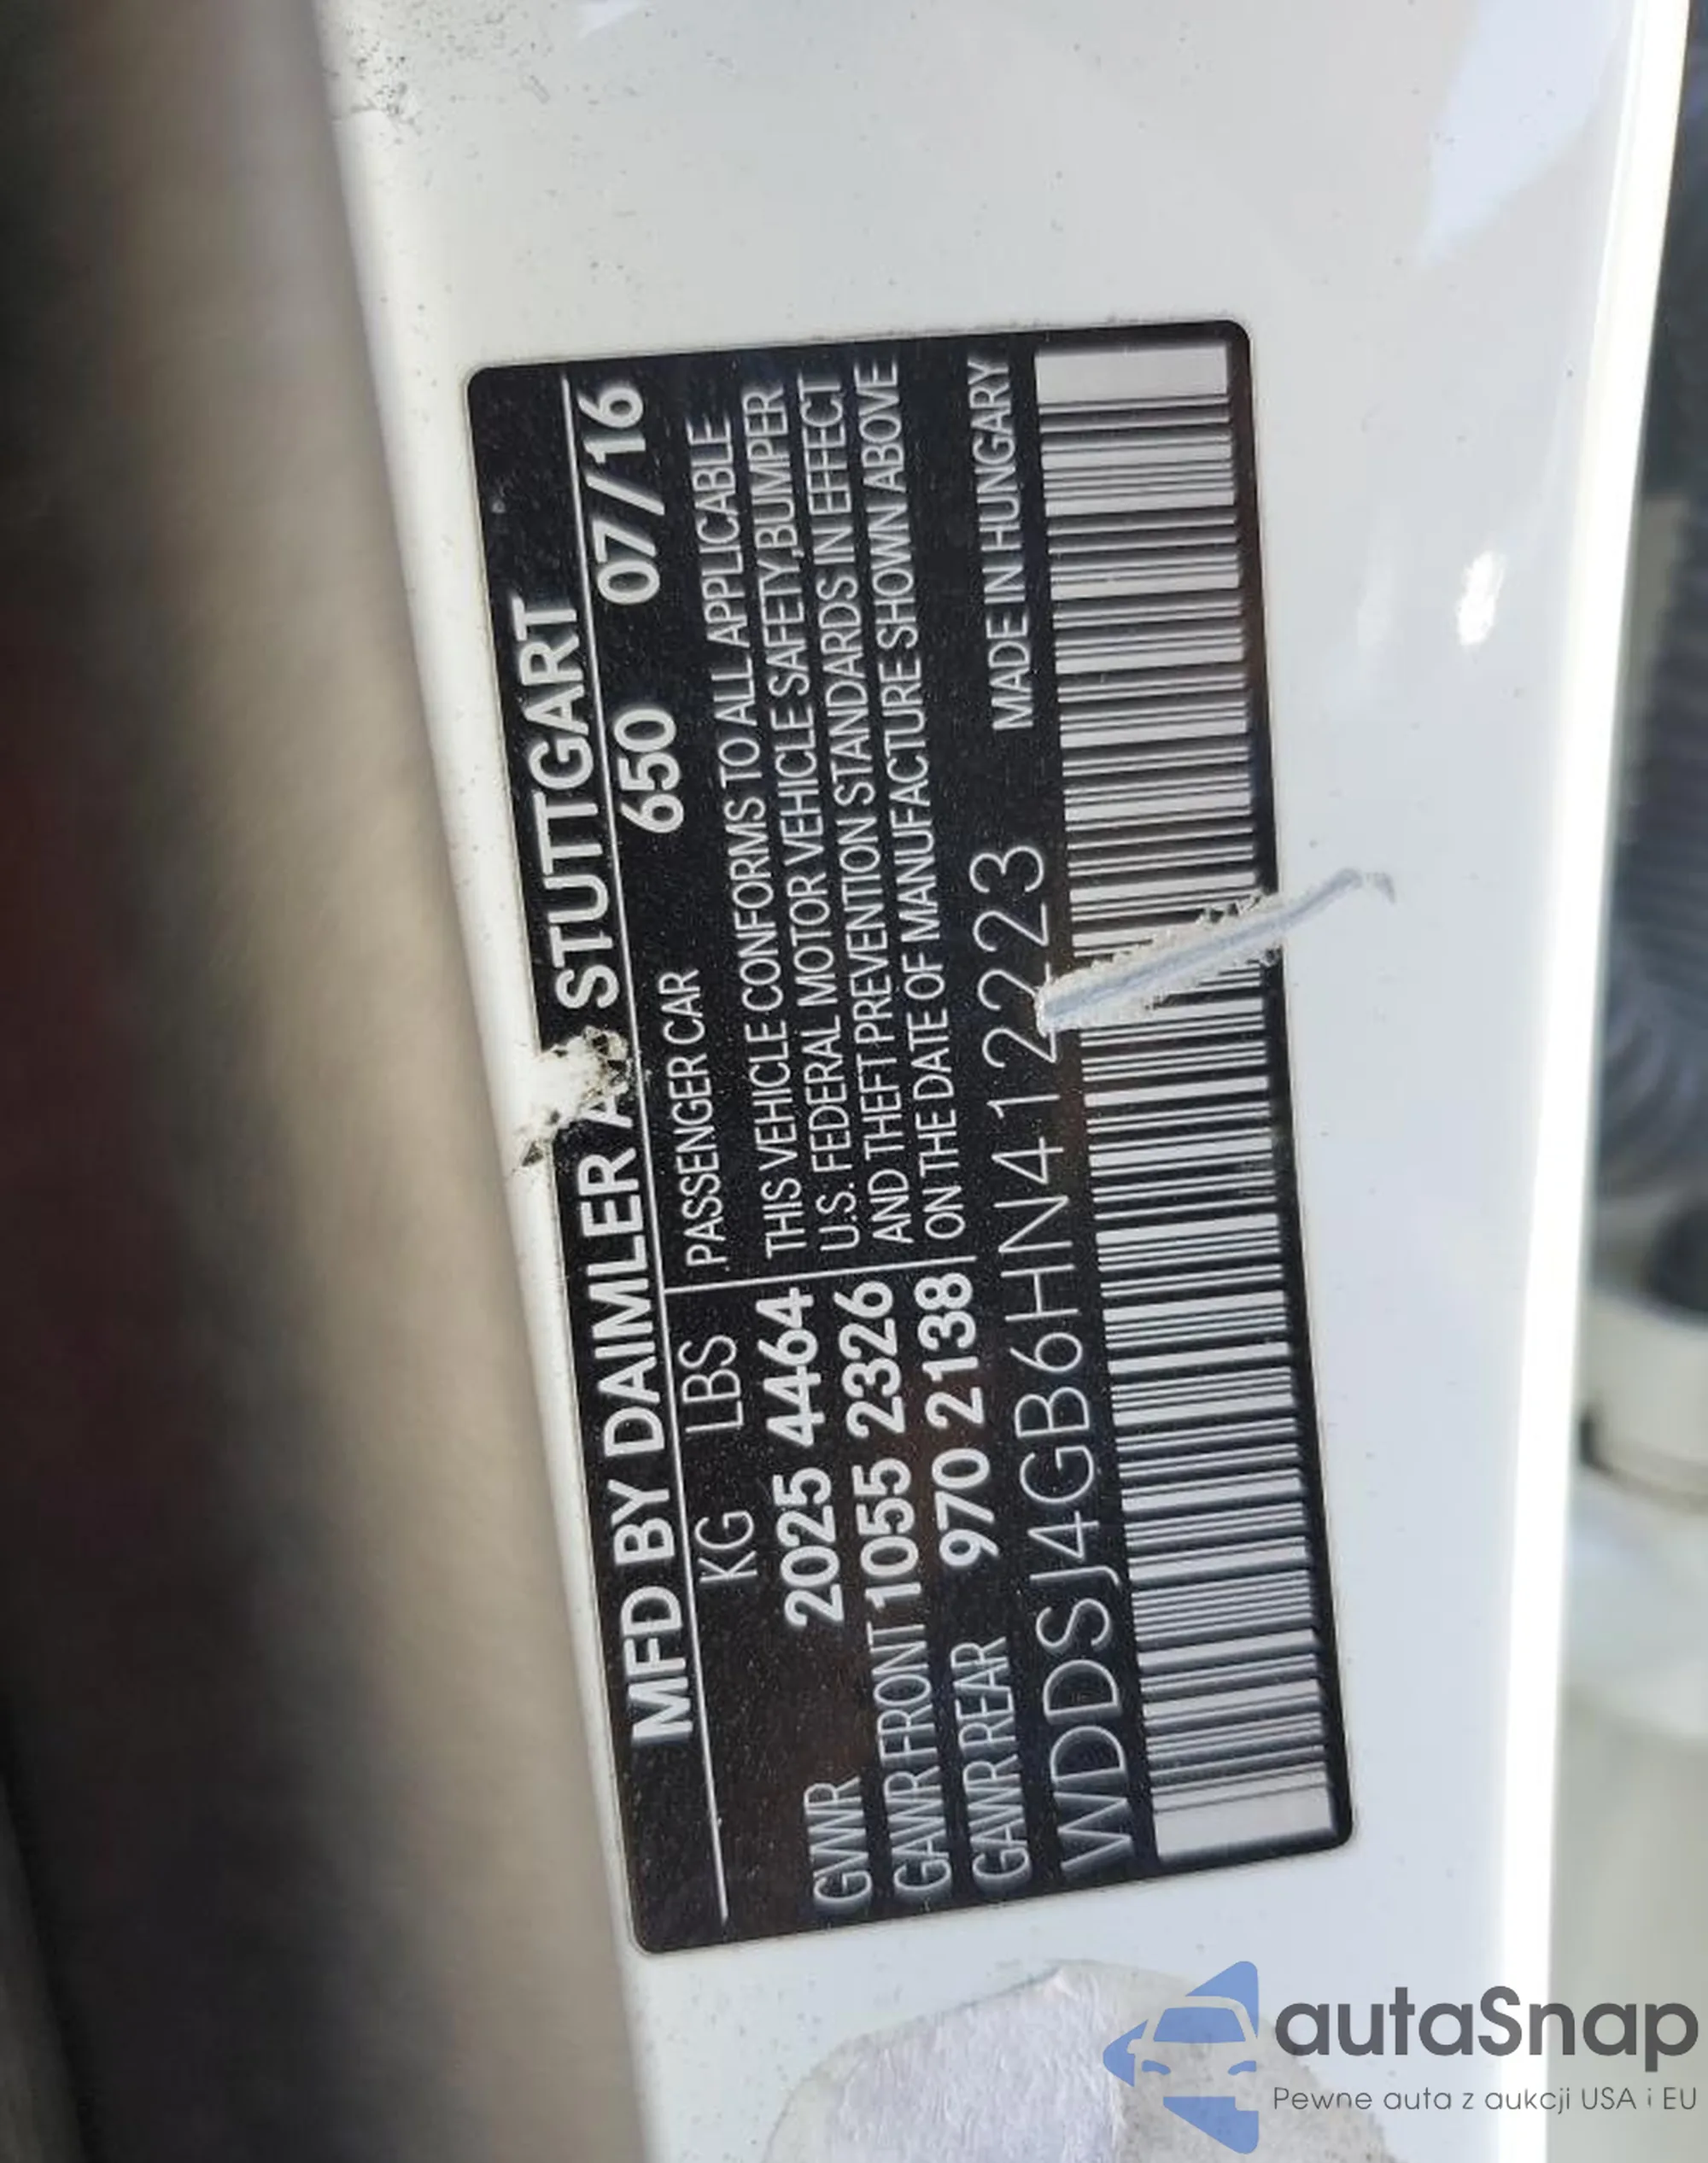 MFD BY DAIMLER A STUTTGART
KG LBS PASSENGER CAR 650 07/16
GVWR 2025 4464 THIS VEHICLE CONFORMS TO ALL APPLICABLE
GAWR FRONT 1055 2326 U.S. FEDERAL MOTOR VEHICLE SAFETY,BUMPER
GAWR REAR 970 2138 AND THEFT PREVENTION STANDARDS IN EFFECT
ON THE DATE OF MANUFACTURE SHOWN ABOVE
WDDSJ4GB6HN412223 MADE IN HUNGARY
autaSnap
Pewne auta z aukcji USA i EU